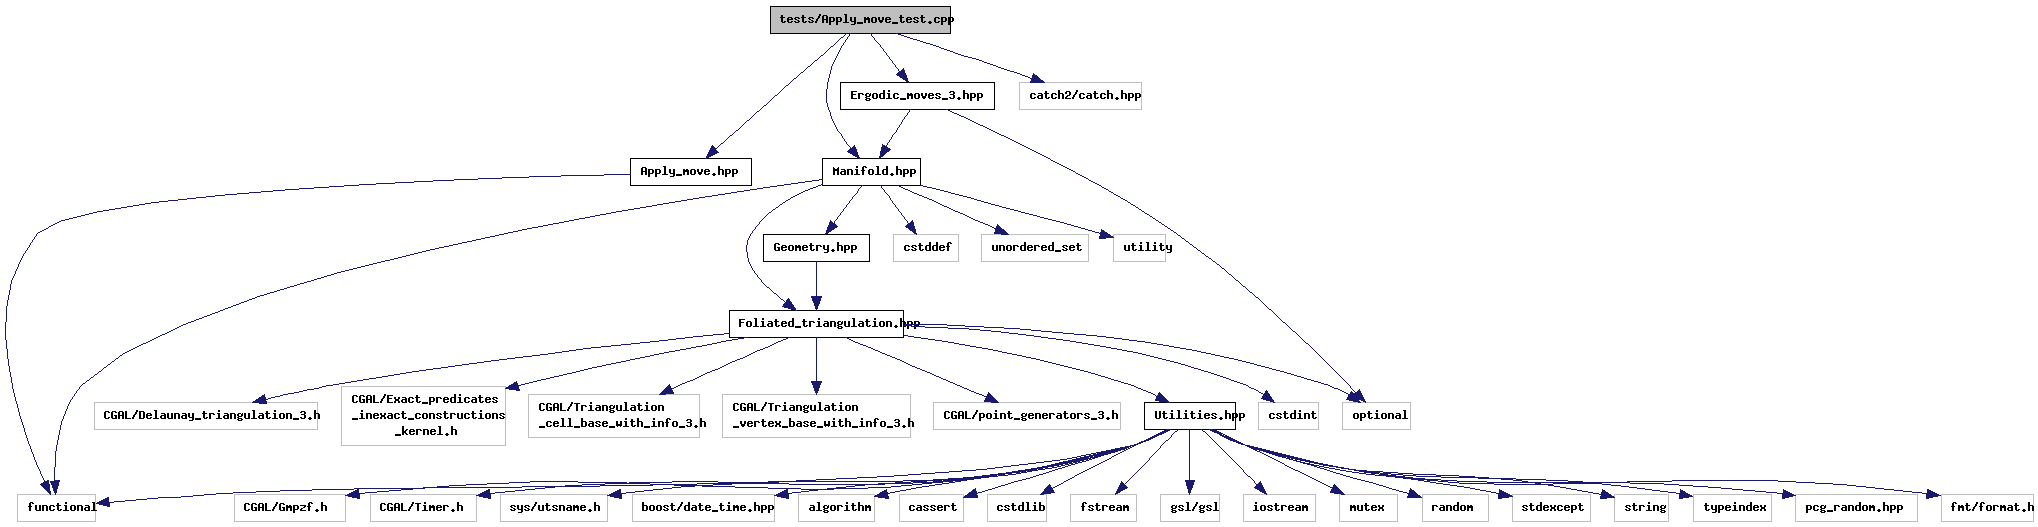 tests/Apply_move_test.cpp
Ergodic_moves_3.hpp
catch2/catch.hpp
Apply_move.hpp
Manifold.hpp
Geometry.hpp
cstddef
unordered_set
utility
Foliated_triangulation.hpp
CGAL/Delaunay_triangulation_3.h
CGAL/Exact_predicates
_inexact_constructions
_kernel.h
CGAL/Triangulation
_cell_base_with_info_3.h
CGAL/Triangulation
_vertex_base_with_info_3.h
CGAL/point_generators_3.h
Utilities.hpp
cstdint
optional
functional
CGAL/Gmpzf.h
CGAL/Timer.h
sys/utsname.h
boost/date_time.hpp
algorithm
cassert
cstdlib
fstream
gsl/gsl
iostream
mutex
random
stdexcept
string
typeindex
pcg_random.hpp
fmt/format.h